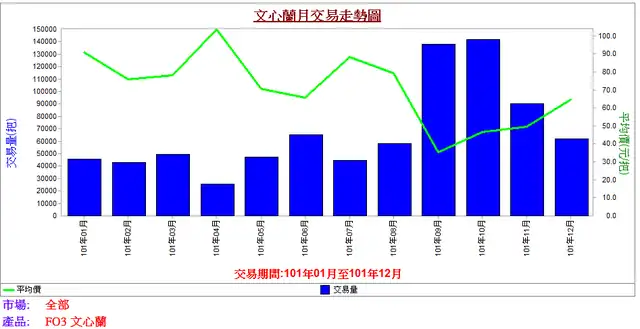 文心蘭月交易走勢圖
150000
140000
130000
120000
110000
100000
90000
80000
70000
60000
50000
40000
30000
20000
10000
0
交易量(把)
100.0
90.0
80.0
70.0
60.0
50.0
40.0
30.0
20.0
10.0
0.0
平均價(元/把)
101年01月
101年02月
101年03月
101年04月
101年05月
101年06月
101年07月
101年08月
101年09月
101年10月
101年11月
101年12月
交易期間:101年01月至101年12月
平均價 交易量
市場: 全部
產品: FO3 文心蘭